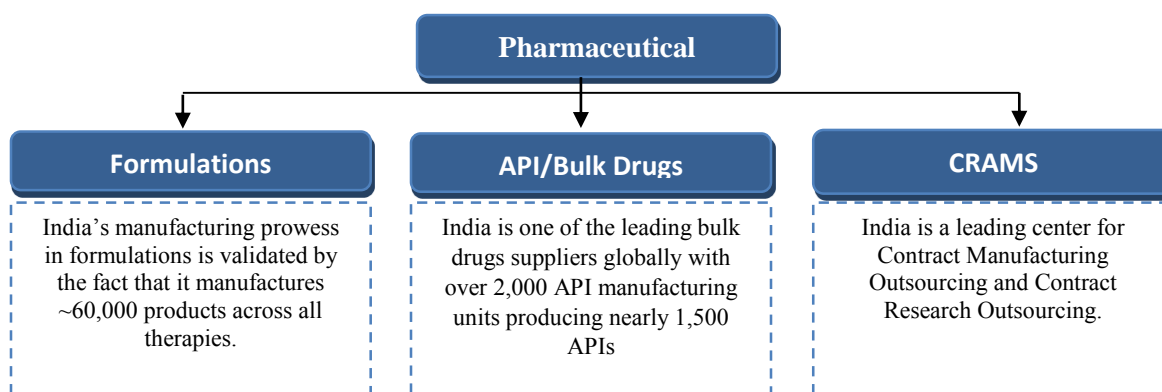 Pharmaceutical
Formulations
India’s manufacturing prowess
in formulations is validated by
the fact that it manufactures
~60,000 products across all
therapies.
API/Bulk Drugs
India is one of the leading bulk
drugs suppliers globally with
over 2,000 API manufacturing
units producing nearly 1,500
APIs
CRAMS
India is a leading center for
Contract Manufacturing
Outsourcing and Contract
Research Outsourcing.